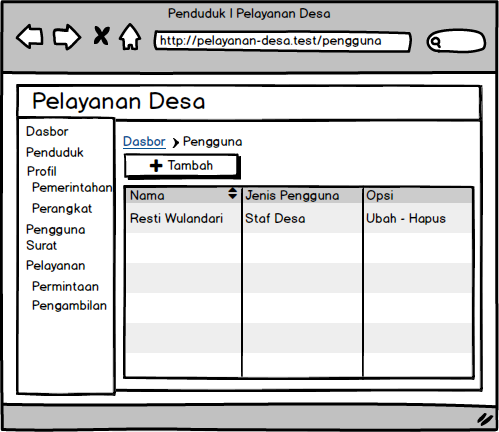 Penduduk | Pelayanan Desa
http://pelayanan-desa.test/pengguna
Pelayanan Desa
Dasbor
Penduduk
Profil
Pemerintahan
Perangkat
Pengguna
Surat
Pelayanan
Permintaan
Pengambilan
Dasbor Pengguna
Tambah
Nama Jenis Pengguna Opsi
Resti Wulandari Staf Desa Ubah - Hapus